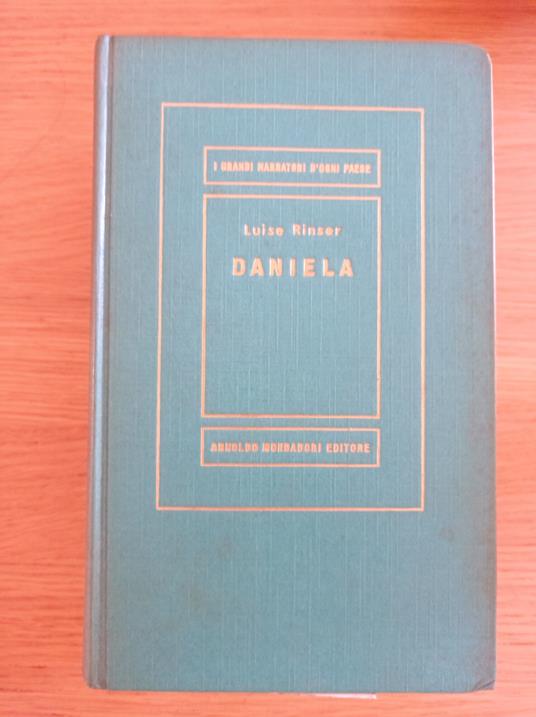 I GRANDI NARRATORI D'OGNI PAESE
Luise Rinser
DANIELA
ARNOLDO MONDADORI EDITORE